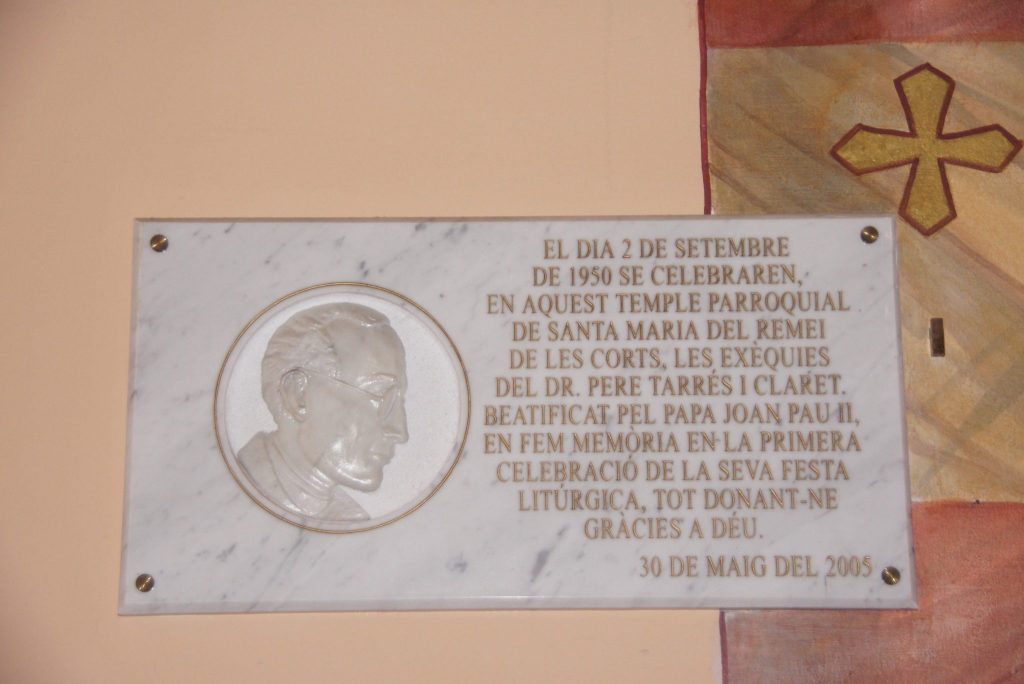 EL DIA 2 DE SETEMBRE
DE 1950 SE CELEBRAREN,
EN AQUEST TEMPLE PARROQUIAL
DE SANTA MARIA DEL REMEI
DE LES CORTS, LES EXÈQUIES
DEL DR. PERE TARRÉS I CLARET.
BEATIFICAT PEL PAPA JOAN PAU II,
EN FEM MEMÒRIA EN LA PRIMERA
CELEBRACIÓ DE LA SEVA FESTA
LITÚRGICA, TOT DONANT-NE
GRÀCIES A DÉU.
30 DE MAIG DEL 2005